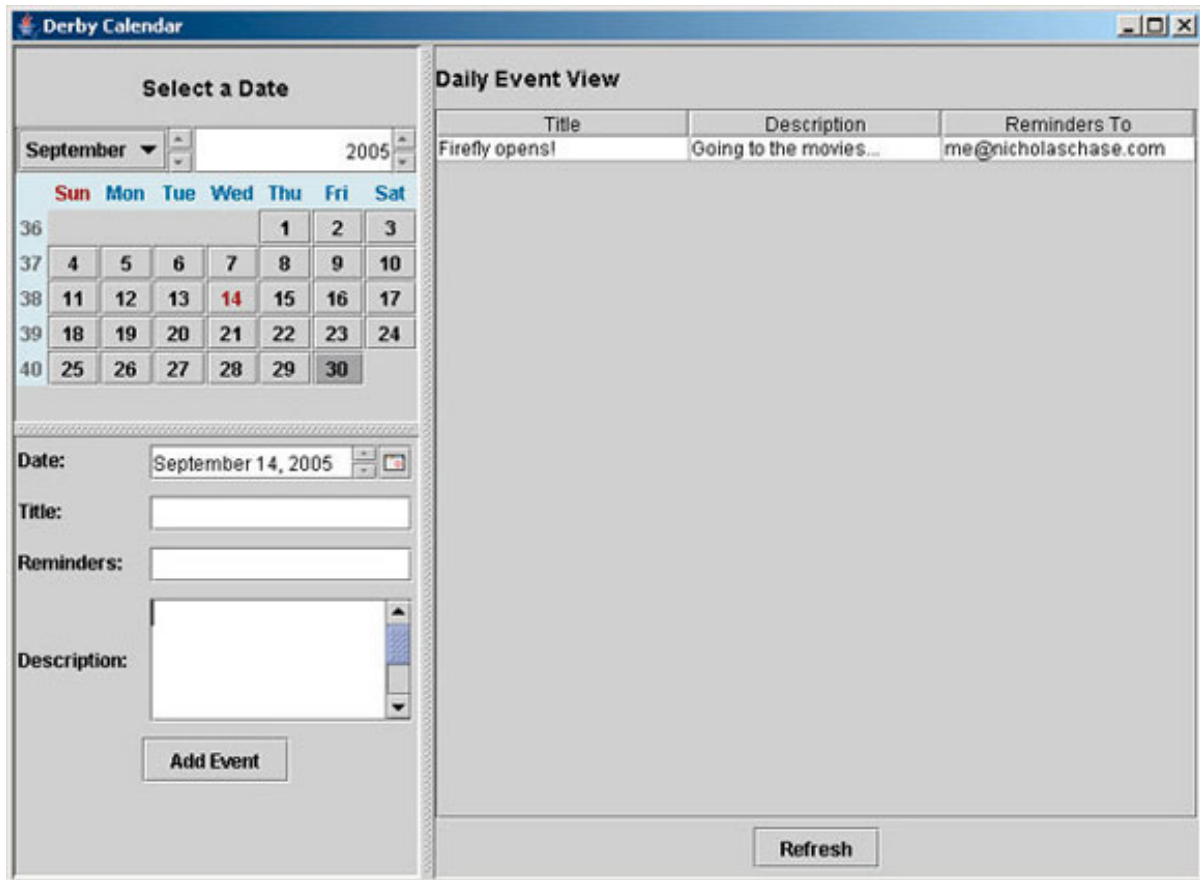 Derby Calendar
Select a Date
September
2005
Sun Mon Tue Wed Thu Fri Sat
36 1 2 3
37 4 5 6 7 8 9 10
38 11 12 13 14 15 16 17
39 18 19 20 21 22 23 24
40 25 26 27 28 29 30
Date: September 14, 2005
Title:
Reminders:
Description:
Add Event
Daily Event View
Title Description Reminders To
Firefly opens! Going to the movies... me@nicholaschase.com
Refresh